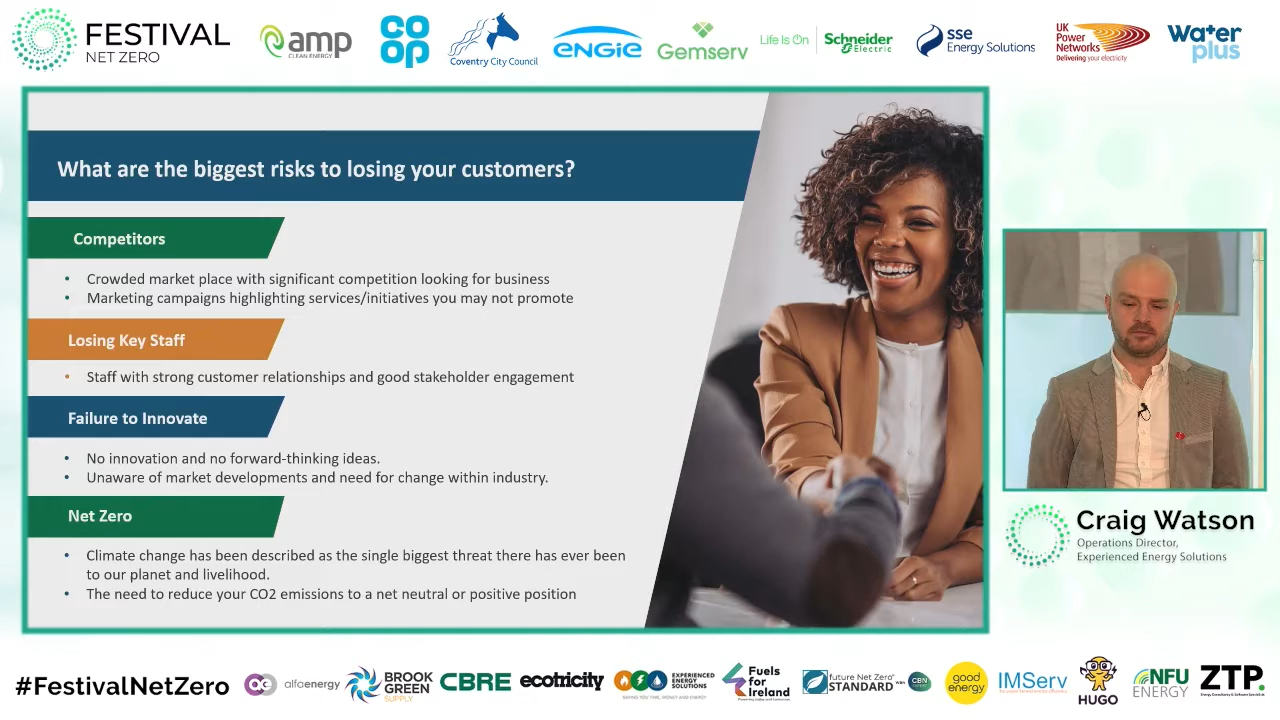 FESTIVAL
NET ZERO
amp
CLEAN ENERGY
CO
OP
Coventry City Council
ENGIE
Gemserv
Life Is On
Schneider
Electric
sse
Energy Solutions
UK
Power
Networks
Delivering your electricity
Water
plus
What are the biggest risks to losing your customers?
Competitors
• Crowded market place with significant competition looking for business
• Marketing campaigns highlighting services/initiatives you may not promote
Losing Key Staff
• Staff with strong customer relationships and good stakeholder engagement
Failure to Innovate
• No innovation and no forward-thinking ideas.
• Unaware of market developments and need for change within industry.
Net Zero
• Climate change has been described as the single biggest threat there has ever been
to our planet and livelihood.
• The need to reduce your CO2 emissions to a net neutral or positive position
Craig Watson
Operations Director,
Experienced Energy Solutions
#FestivalNetZero
alfaenergy
BROOK
GREEN
SUPPLY
CBRE
ecotricity
EXPERIENCED
ENERGY
SOLUTIONS
SAVING YOU TIME, MONEY AND ENERGY
Fuels
for
Ireland
future Net Zero
STANDARD
WITH
CBN
good
energy
IMServ
HUGO
NFU
ENERGY
ZTP.